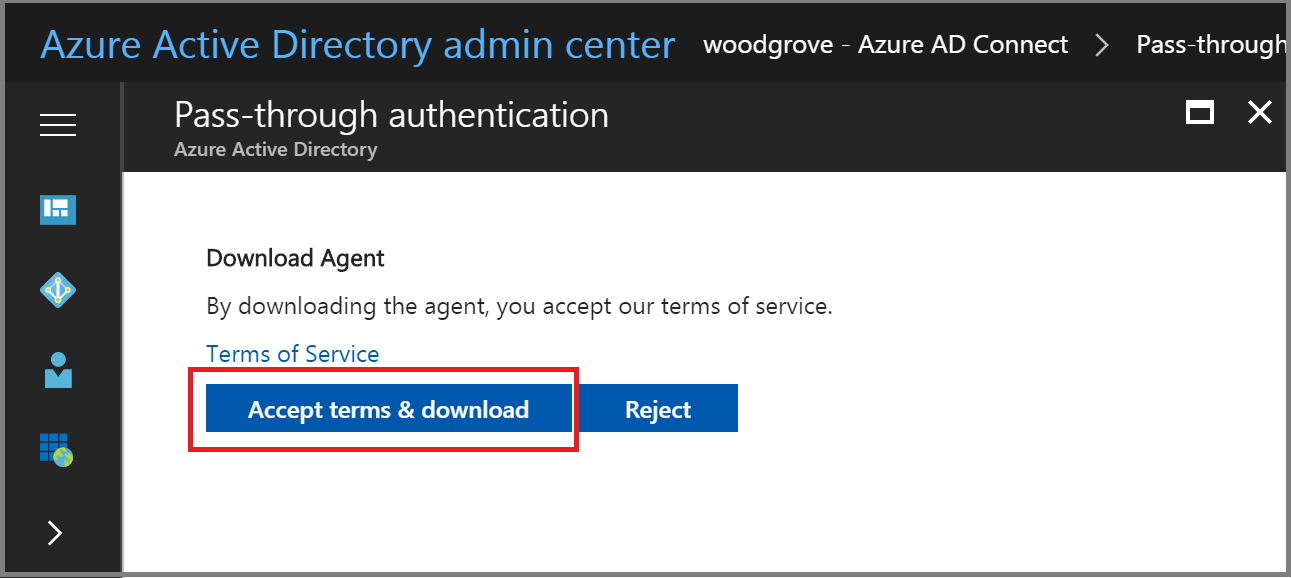 Azure Active Directory admin center woodgrove - Azure AD Connect > Pass-through
Pass-through authentication
Azure Active Directory
Download Agent
By downloading the agent, you accept our terms of service.
Terms of Service
Accept terms & download Reject